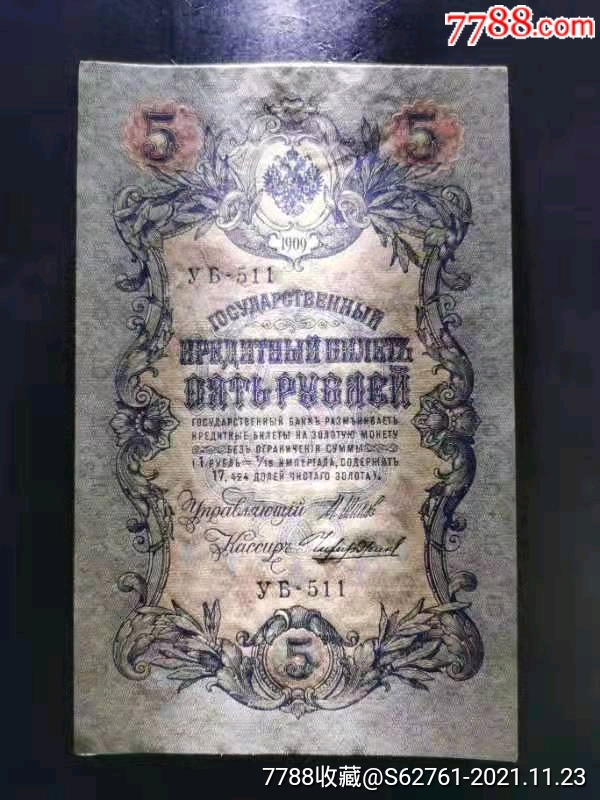 7788.com
5 5
1909
УБ-511
ГОСУДАРСТВЕННЫЙ
КРЕДИТНЫЙ БИЛЕТЪ
ПЯТЬ РУБЛЕЙ
ГОСУДАРСТВЕННЫЙ БАНКЪ РАЗМѢНИВАЕТЪ
КРЕДИТНЫЕ БИЛЕТЫ НА ЗОЛОТУЮ МОНЕТУ
БЕЗЪ ОГРАНИЧЕНІЯ СУММЫ
(1 РУБЛЬ = 1/15 ИМПЕРІАЛА, СОДЕРЖИТЪ
17,424 ДОЛЕЙ ЧИСТАГО ЗОЛОТА).
Управляющій
Кассиръ
УБ-511
5
7788收藏@S62761-2021.11.23